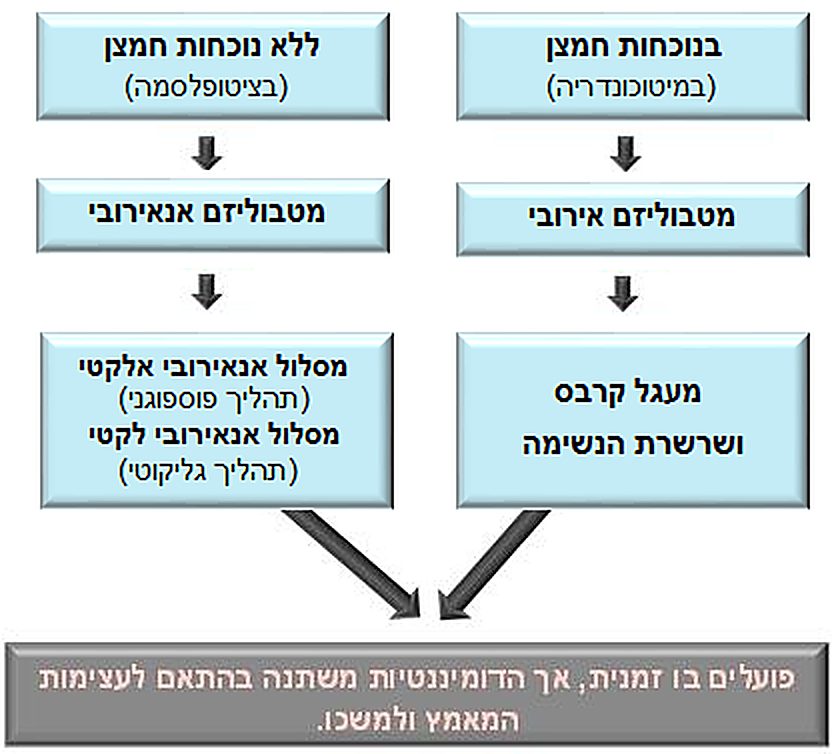 בנוכחות חמצן
(במיטוכונדריה)
מטבוליזם אירובי
מעגל קרבס
ושרשרת הנשימה
ללא נוכחות חמצן
(בציטופלסמה)
מטבוליזם אנאירובי
מסלול אנאירובי אלקטי
(תהליך פוספוגני)
מסלול אנאירובי לקטי
(תהליך גליקוטי)
פועלים בו זמנית, אך הדומיננטיות משתנה בהתאם לעצימות
המאמץ ולמשכו.